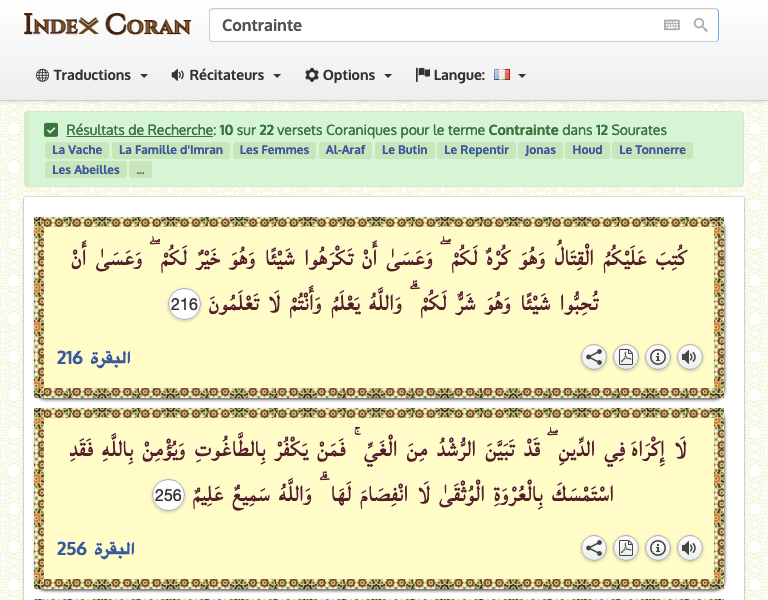 Index Coran
Contrainte
Traductions Récitateurs Options Langue:
Résultats de Recherche: 10 sur 22 versets Coraniques pour le terme Contrainte dans 12 Sourates
La Vache La Famille d'Imran Les Femmes Al-Araf Le Butin Le Repentir Jonas Houd Le Tonnerre
Les Abeilles ...
كُتِبَ عَلَيْكُمُ الْقِتَالُ وَهُوَ كُرْهٌ لَكُمْ ۖ وَعَسَىٰ أَنْ تَكْرَهُوا شَيْئًا وَهُوَ خَيْرٌ لَكُمْ ۖ وَعَسَىٰ أَنْ
تُحِبُّوا شَيْئًا وَهُوَ شَرٌّ لَكُمْ ۗ وَاللَّهُ يَعْلَمُ وَأَنْتُمْ لَا تَعْلَمُونَ 216
البقرة 216
لَا إِكْرَاهَ فِي الدِّينِ ۖ قَدْ تَبَيَّنَ الرُّشْدُ مِنَ الْغَيِّ ۚ فَمَنْ يَكْفُرْ بِالطَّاغُوتِ وَيُؤْمِنْ بِاللَّهِ فَقَدِ
اسْتَمْسَكَ بِالْعُرْوَةِ الْوُثْقَىٰ لَا انْفِصَامَ لَهَا ۗ وَاللَّهُ سَمِيعٌ عَلِيمٌ 256
البقرة 256